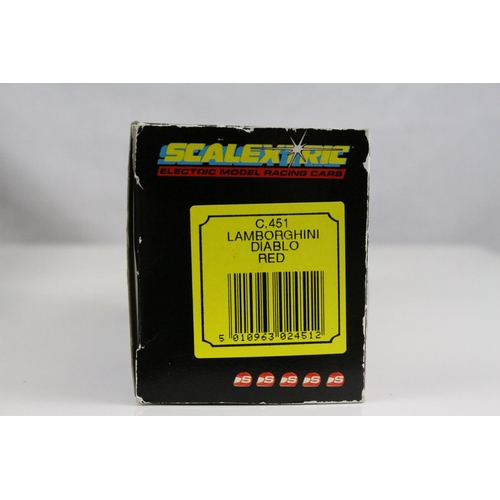 SCALEXTRIC
ELECTRIC MODEL RACING CARS
C.451
LAMBORGHINI
DIABLO
RED
5 010963 024512
S S S S S